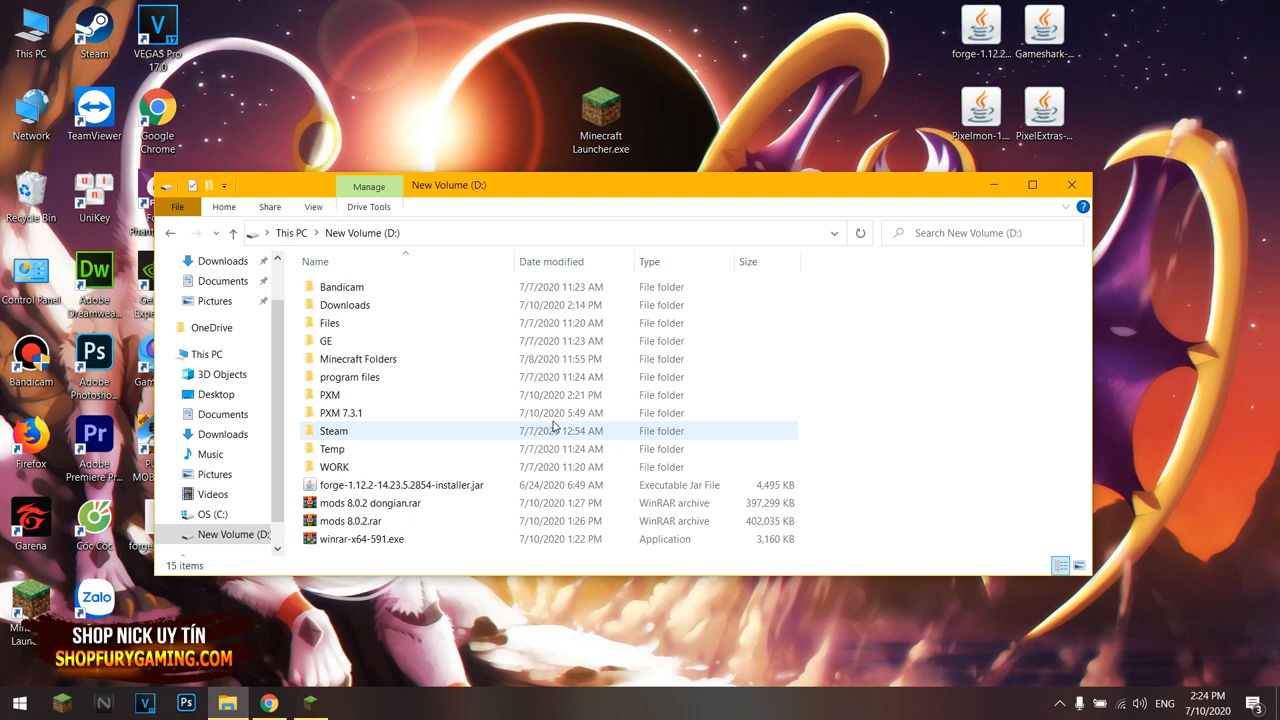 This PC
Steam
VEGAS Pro
17.0
Network
TeamViewer
Google
Chrome
Recycle Bin
UniKey
Control Panel
Adobe
Dreamwea...
Bandicam
Adobe
Photosho...
Firefox
Adobe
Premiere Pro
Garena
Cốc Cốc
Zalo
Minecraft
Launcher.exe
forge-1.12.2...
Gameshark-...
Pixelmon-1....
PixelExtras-...
Manage
New Volume (D:)
File
Home
Share
View
Drive Tools
This PC
New Volume (D:)
Search New Volume (D:)
Downloads
Documents
Pictures
OneDrive
This PC
3D Objects
Desktop
Documents
Downloads
Music
Pictures
Videos
OS (C:)
New Volume (D:
Name Date modified Type Size
Bandicam 7/7/2020 11:23 AM File folder
Downloads 7/10/2020 2:14 PM File folder
Files 7/7/2020 11:20 AM File folder
GE 7/7/2020 11:23 AM File folder
Minecraft Folders 7/8/2020 11:55 PM File folder
program files 7/7/2020 11:24 AM File folder
PXM 7/10/2020 2:21 PM File folder
PXM 7.3.1 7/10/2020 5:49 AM File folder
Steam 7/7/2020 12:54 AM File folder
Temp 7/7/2020 11:24 AM File folder
WORK 7/7/2020 11:20 AM File folder
forge-1.12.2-14.23.5.2854-installer.jar 6/24/2020 6:49 AM Executable Jar File 4,495 KB
mods 8.0.2 dongian.rar 7/10/2020 1:27 PM WinRAR archive 397,299 KB
mods 8.0.2.rar 7/10/2020 1:26 PM WinRAR archive 402,035 KB
winrar-x64-591.exe 7/10/2020 1:22 PM Application 3,160 KB
15 items
SHOP NICK UY TÍN
SHOPFURYGAMING.COM
ENG
2:24 PM
7/10/2020
3